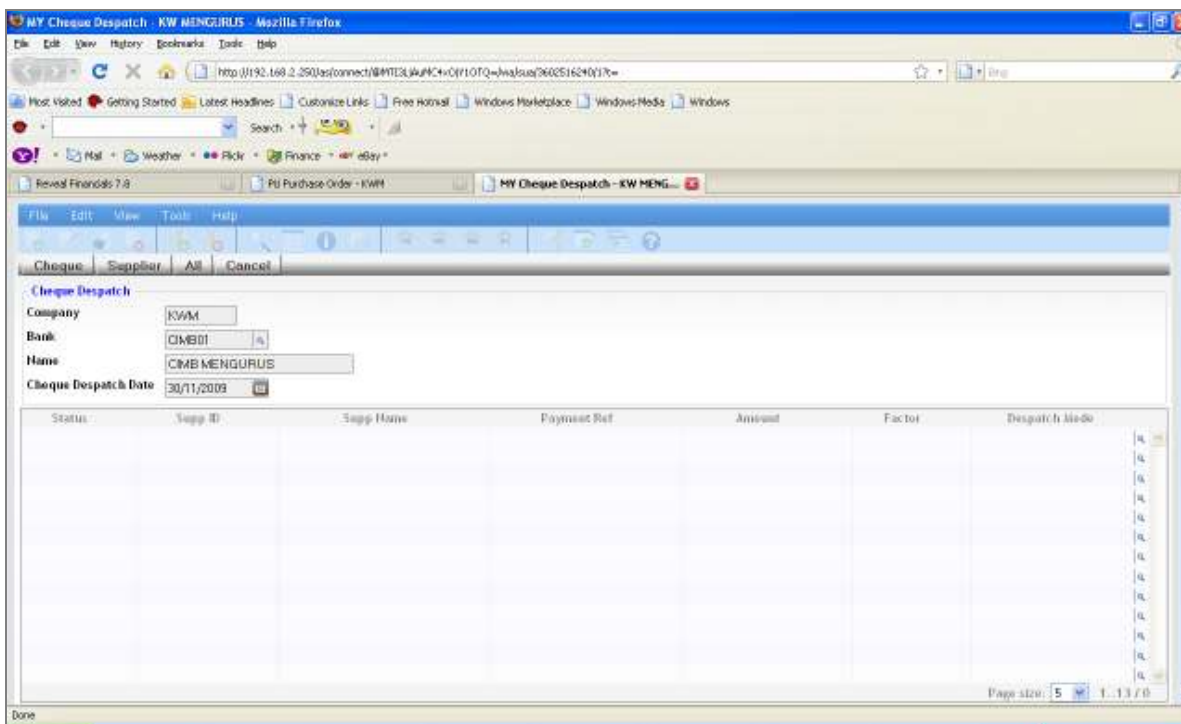 MY Cheque Despatch - KW MENGURUS - Mozilla Firefox
File Edit View History Bookmarks Tools Help
Most Visited Getting Started Latest Headlines Customize Links Free Hotmail Windows Marketplace Windows Media Windows
Search
Y! Mail Weather Flickr Finance eBay
Reveal Financials 7.8 PU Purchase Order - KWM MY Cheque Despatch - KW MENG...
File Edit View Tools Help
Cheque Supplier All Cancel
Cheque Despatch
Company KWM
Bank CIMB01
Name CIMB MENGURUS
Cheque Despatch Date 30/11/2009
Status Supp ID Supp Name Payment Ref Amount Factor Despatch Mode
Page size: 5 1..13 / 0
Done